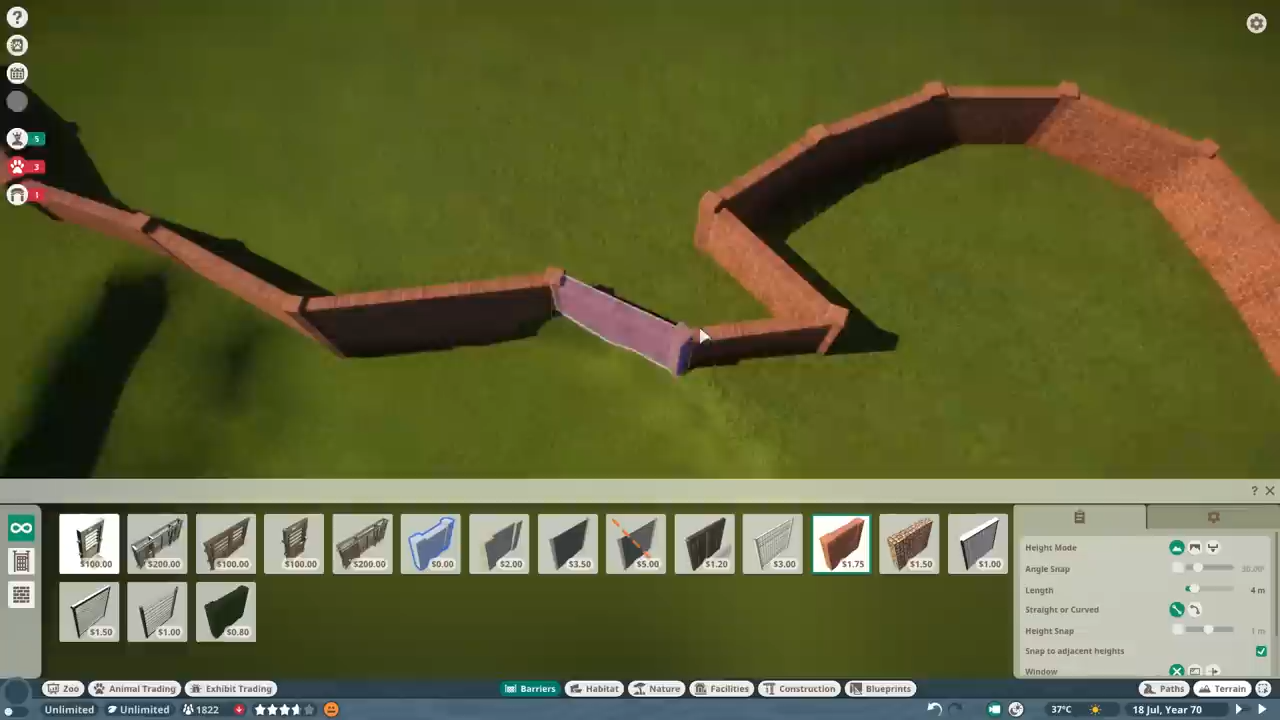 ?
5
3
1
? ×
$100.00 $200.00 $100.00 $100.00 $200.00 $0.00 $2.00 $3.50 $5.00 $1.20 $3.00 $1.75 $1.50 $1.00
$1.50 $1.00 $0.80
Height Mode
Angle Snap 30.00°
Length 4 m
Straight or Curved
Height Snap 1 m
Snap to adjacent heights
Window
Zoo Animal Trading Exhibit Trading Barriers Habitat Nature Facilities Construction Blueprints Paths Terrain
Unlimited Unlimited 1822 37°C 18 Jul, Year 70